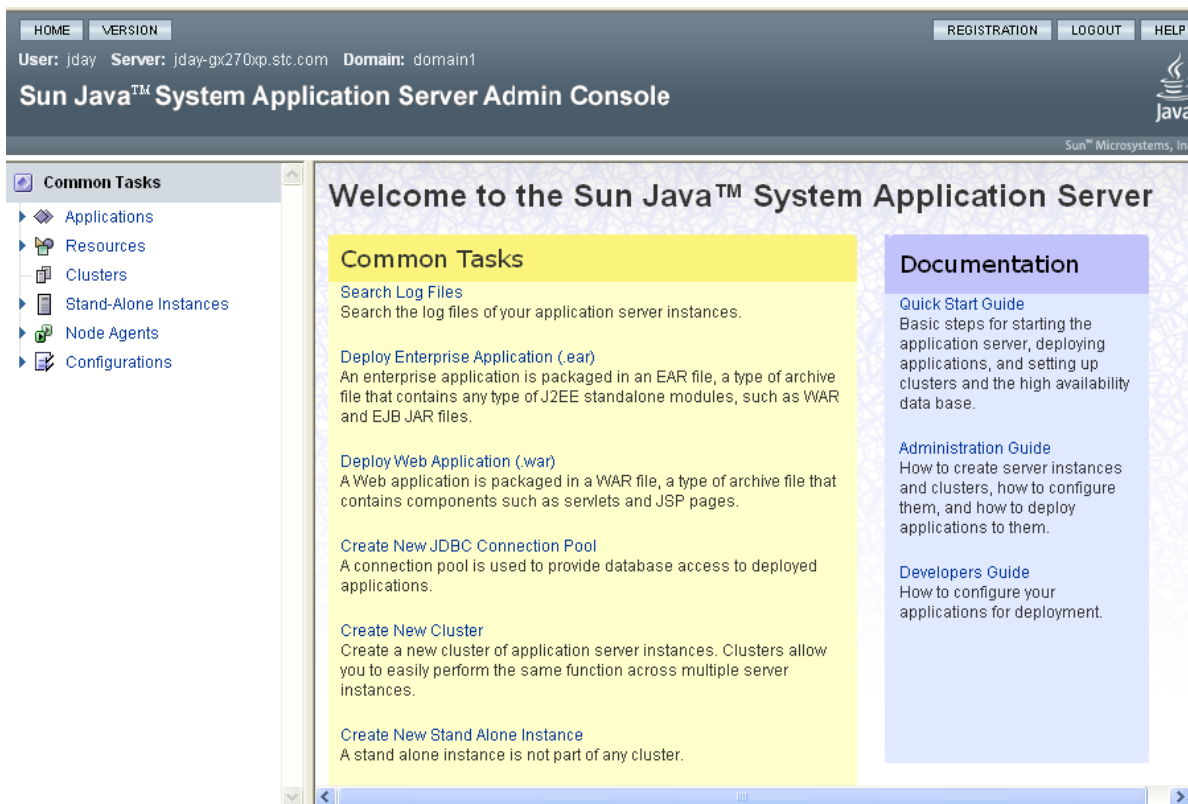 HOME VERSION REGISTRATION LOGOUT HELP
User: jday Server: jday-gx270xp.stc.com Domain: domain1
Sun Java™ System Application Server Admin Console
Java
Sun™ Microsystems, In
Common Tasks
Applications
Resources
Clusters
Stand-Alone Instances
Node Agents
Configurations
Welcome to the Sun Java™ System Application Server
Common Tasks
Search Log Files
Search the log files of your application server instances.
Deploy Enterprise Application (.ear)
An enterprise application is packaged in an EAR file, a type of archive
file that contains any type of J2EE standalone modules, such as WAR
and EJB JAR files.
Deploy Web Application (.war)
A Web application is packaged in a WAR file, a type of archive file that
contains components such as servlets and JSP pages.
Create New JDBC Connection Pool
A connection pool is used to provide database access to deployed
applications.
Create New Cluster
Create a new cluster of application server instances. Clusters allow
you to easily perform the same function across multiple server
instances.
Create New Stand Alone Instance
A stand alone instance is not part of any cluster.
Documentation
Quick Start Guide
Basic steps for starting the
application server, deploying
applications, and setting up
clusters and the high availability
data base.
Administration Guide
How to create server instances
and clusters, how to configure
them, and how to deploy
applications to them.
Developers Guide
How to configure your
applications for deployment.